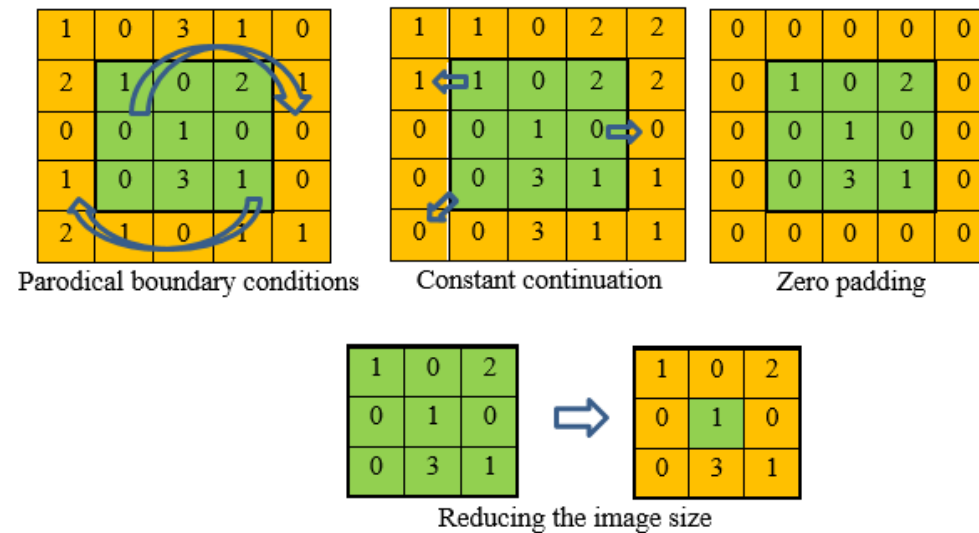 1 0 3 1 0
2 1 0 2 1
0 0 1 0 0
1 0 3 1 0
2 1 0 1 1
Parodical boundary conditions
1 1 0 2 2
1 1 0 2 2
0 0 1 0 0
0 0 3 1 1
0 0 3 1 1
Constant continuation
0 0 0 0 0
0 1 0 2 0
0 0 1 0 0
0 0 3 1 0
0 0 0 0 0
Zero padding
1 0 2
0 1 0
0 3 1
1 0 2
0 1 0
0 3 1
Reducing the image size